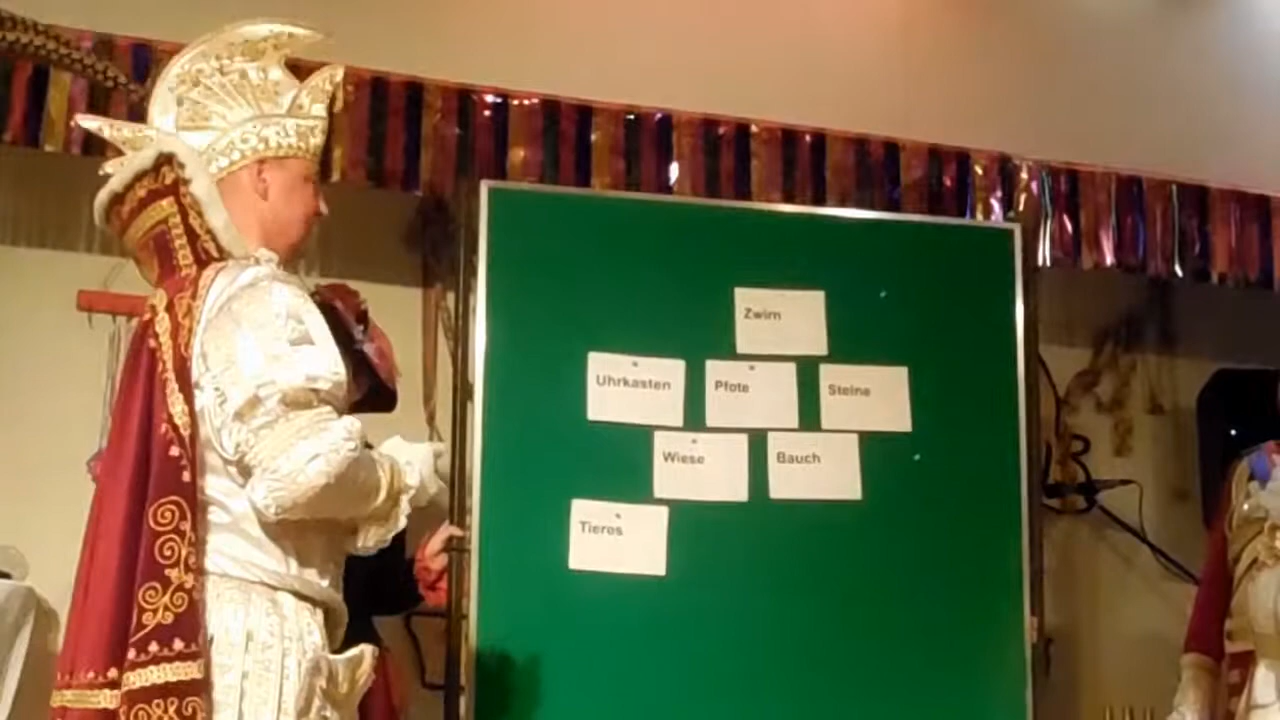 Zwirn
Uhrkasten
Pfote
Steine
Wiese
Bauch
Tieres